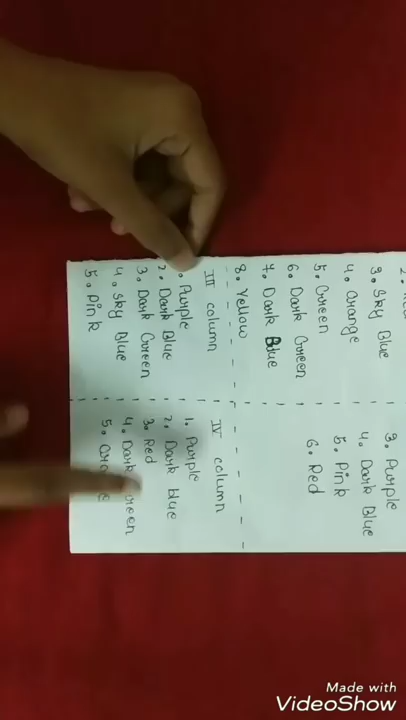 3. Sky Blue
4. Orange
5. Green
6. Dark Green
7. Dark Blue
8. Yellow
3. Purple
4. Dark Blue
5. Pink
6. Red
III column
1. Purple
2. Dark Blue
3. Dark Green
4. Sky Blue
5. Pink
IV column
1. Purple
2. Dark blue
3. Red
4. Dark Green
5.
Made with
VideoShow